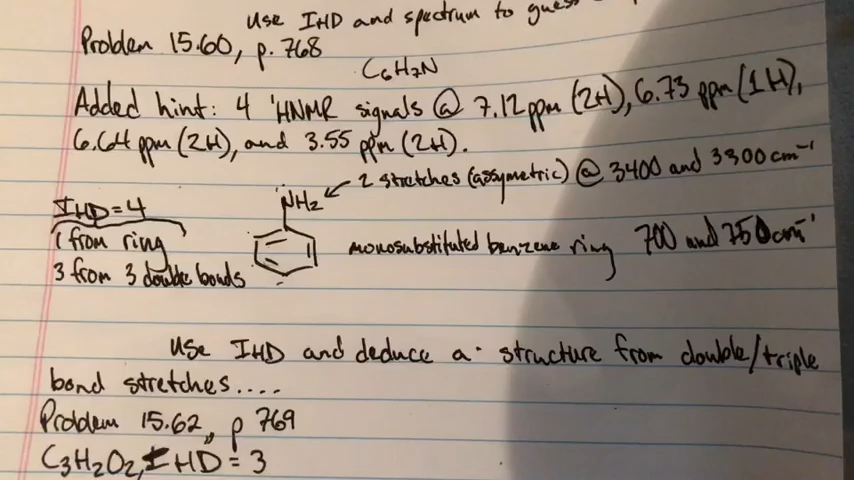 Use IHD and spectrum to guess
Problem 15.60, p. 768
C6H7N
Added hint: 4 'HNMR signals @ 7.12 ppm (2H), 6.73 ppm (1H),
6.64 ppm (2H), and 3.55 ppm (2H).
2 stretches (assymetric) @ 3400 and 3300 cm-1
NH2
IHD = 4
1 from ring
monosubstituted benzene ring 700 and 750 cm-1
3 from 3 double bonds
Use IHD and deduce a structure from double/triple
bond stretches....
Problem 15.62, p 769
C3H2O2, IHD = 3